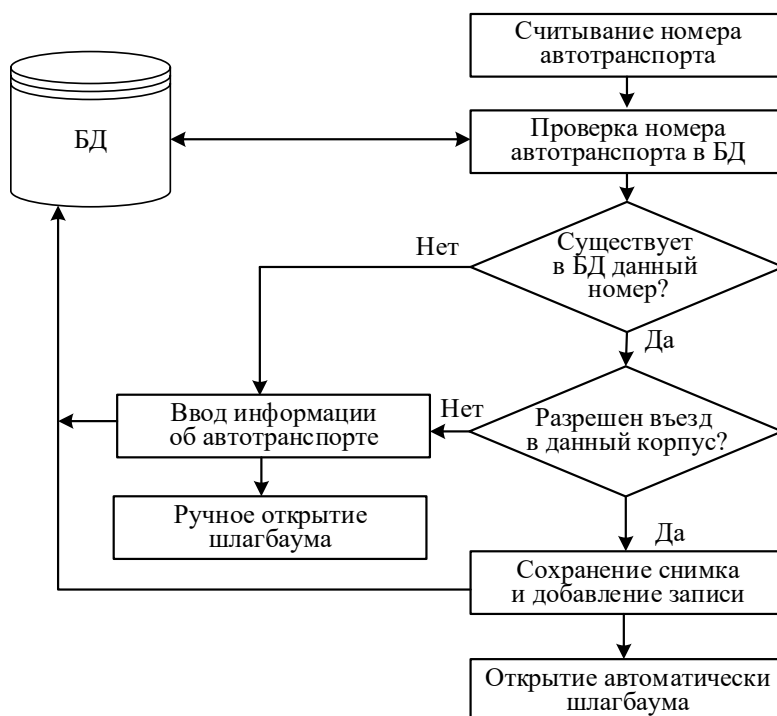 Считывание номера
автотранспорта
БД
Проверка номера
автотранспорта в БД
Нет
Существует
в БД данный
номер?
Да
Ввод информации
об автотранспорте
Нет
Разрешен въезд
в данный корпус?
Ручное открытие
шлагбаума
Да
Сохранение снимка
и добавление записи
Открытие автоматически
шлагбаума